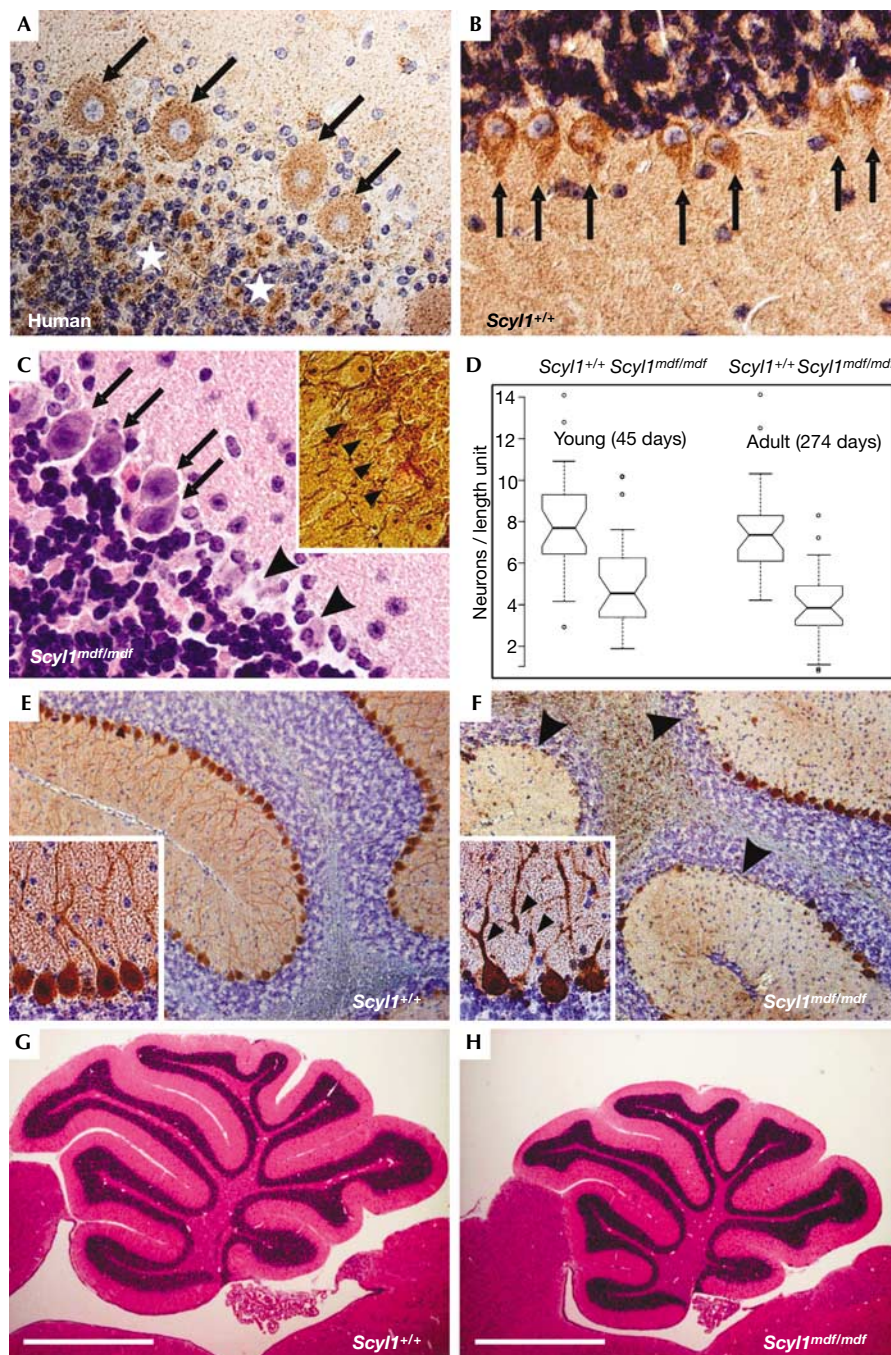 A
Human
B
Scyl1+/+
C
Scyl1mdf/mdf
D
Scyl1+/+ Scyl1mdf/mdf Scyl1+/+ Scyl1mdf/md
Young (45 days)
Adult (274 days)
Neurons / length unit
14
12
10
8
6
4
2
E
Scyl1+/+
F
Scyl1mdf/mdf
G
Scyl1+/+
H
Scyl1mdf/mdf